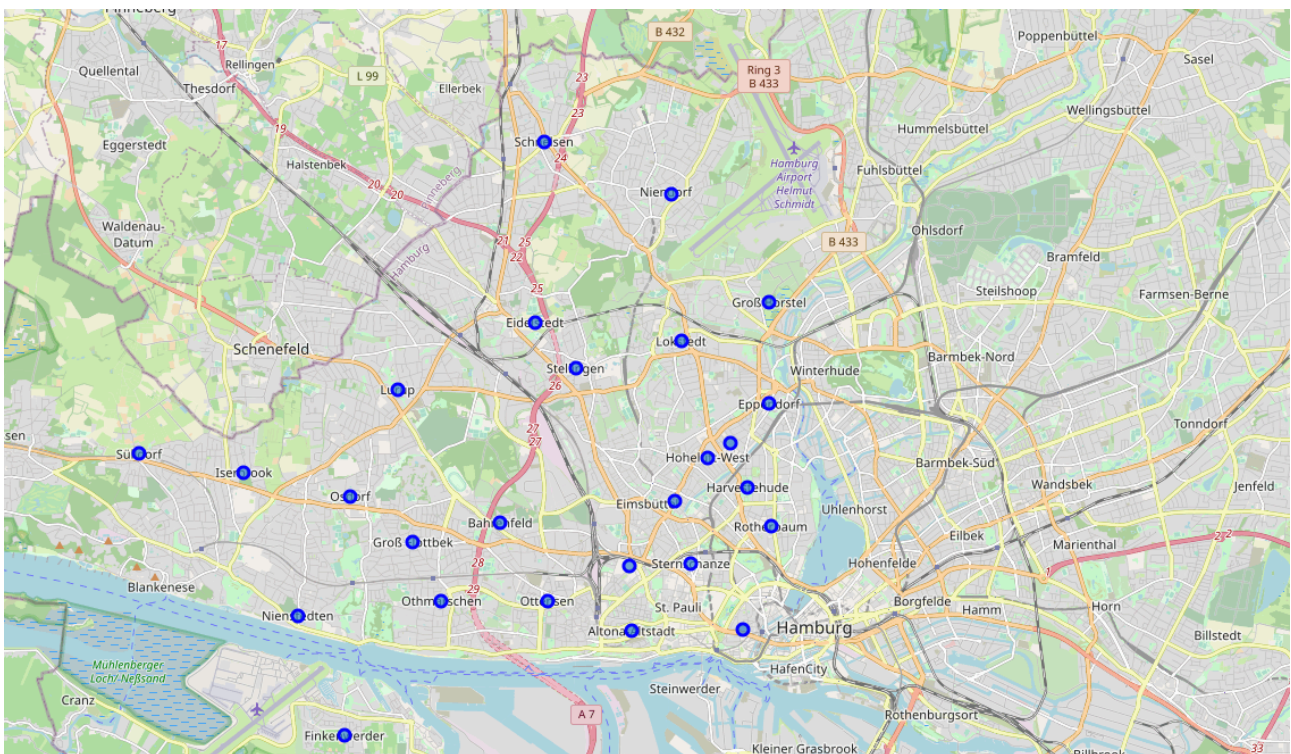 Pinneberg
Quellental
17
Rellingen
Thesdorf
L 99
Ellerbek
23
23
B 432
Ring 3
B 433
Poppenbüttel
Sasel
Wellingsbüttel
Hummelsbüttel
Eggerstedt
19
Halstenbek
20
20
Schnelsen
24
Niendorf
Hamburg
Airport
Helmut
Schmidt
Fuhlsbüttel
Pinneberg
Hamburg
Waldenau-
Datum
21
22
25
25
B 433
Ohlsdorf
Bramfeld
Steilshoop
Farmsen-Berne
Groß Borstel
Eidelstedt
Lokstedt
Schenefeld
Stellingen
26
Winterhude
Barmbek-Nord
Lurup
Eppendorf
Tonndorf
27
27
Sülldorf
Iserbrook
Hoheluft-West
Barmbek-Süd
Wandsbek
Jenfeld
Osdorf
Harvestehude
Eimsbüttel
Uhlenhorst
Bahrenfeld
Rotherbaum
Eilbek
2
2
Marienthal
Groß Flottbek
28
Sternschanze
Hohenfelde
1
Blankenese
29
Borgfelde
Hamm
Horn
Othmarschen
Ottensen
St. Pauli
Nienstedten
Altona-Altstadt
Hamburg
Billstedt
Mühlenberger
Loch/Neßsand
HafenCity
Steinwerder
Cranz
A 7
Rothenburgsort
Finkenwerder
Kleiner Grasbrook
Billbrook
33